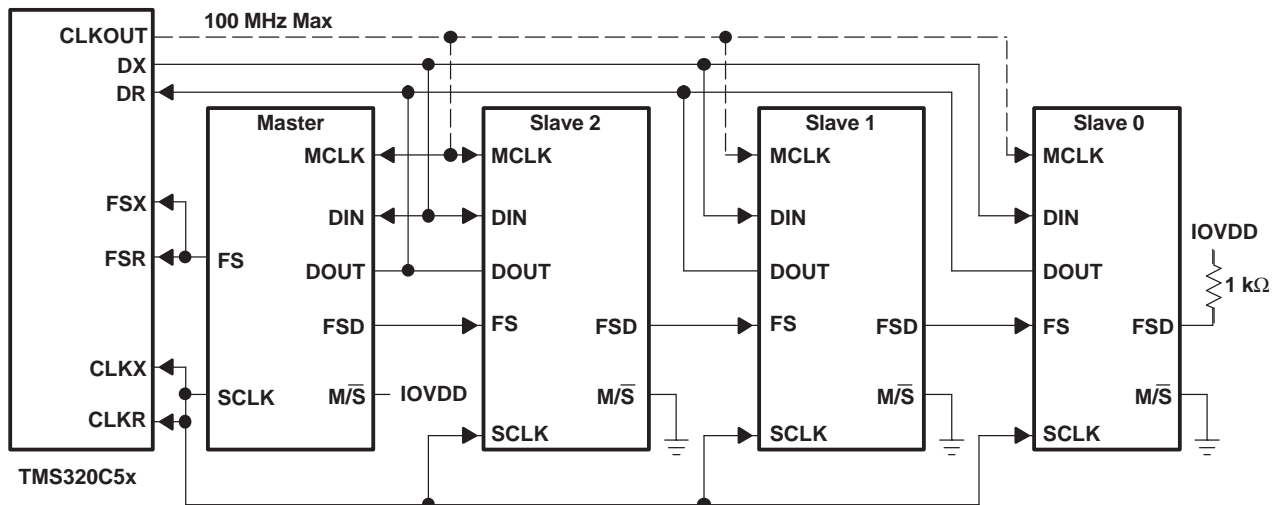 100 MHz Max
CLKOUT
DX
DR
Master
Slave 2
Slave 1
Slave 0
MCLK
MCLK
MCLK
MCLK
FSX
DIN
DIN
DIN
DIN
IOVDD
FSR
FS
DOUT
DOUT
DOUT
DOUT
1 kΩ
FSD
FS
FSD
FS
FSD
FS
FSD
CLKX
SCLK
M/S̅
IOVDD
M/S̅
M/S̅
M/S̅
CLKR
SCLK
SCLK
SCLK
TMS320C5x